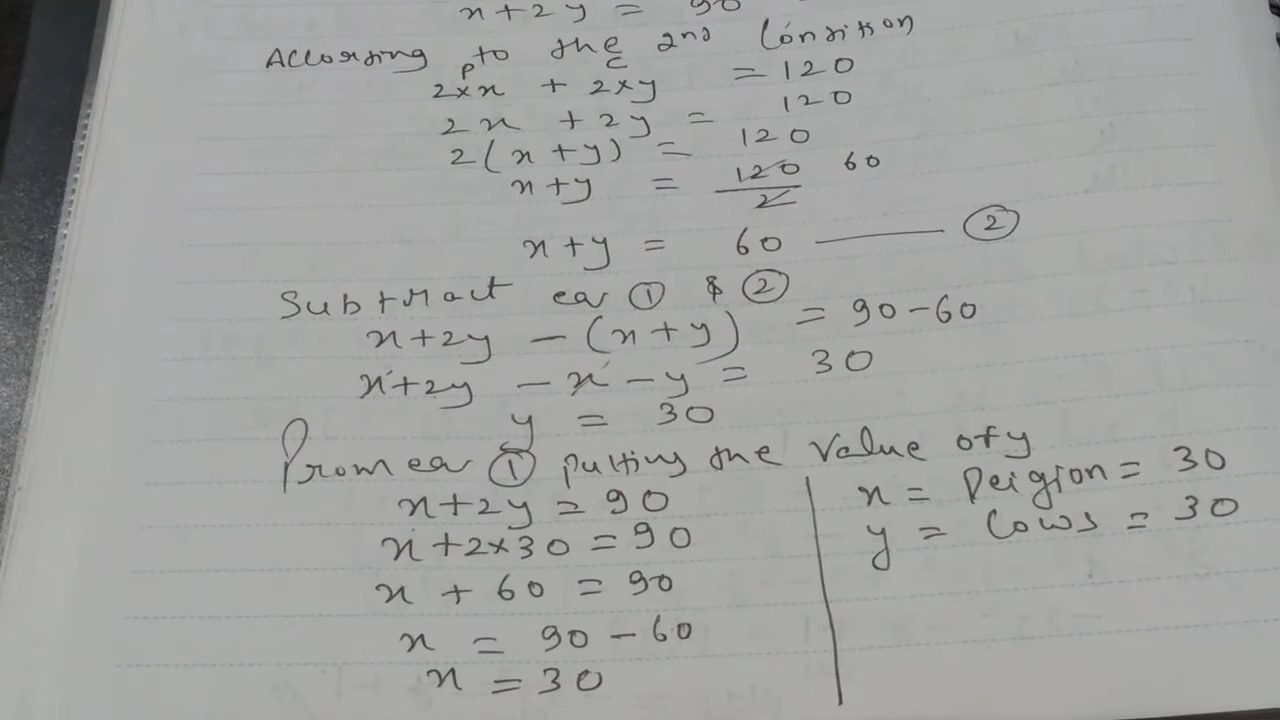 x+2y = 90
According to the 2nd Condition
P C
2×x + 2×y = 120
2x + 2y = 120
2(x+y) = 120
x+y = 120/2 60
x+y = 60 ——— ②
Subtract eq ① & ②
x+2y - (x+y) = 90-60
x+2y - x - y = 30
y = 30
From eq ① putting the value of y
x+2y = 90
x+2×30 = 90
x + 60 = 90
x = 90 - 60
x = 30
x = Peigion = 30
y = Cows = 30